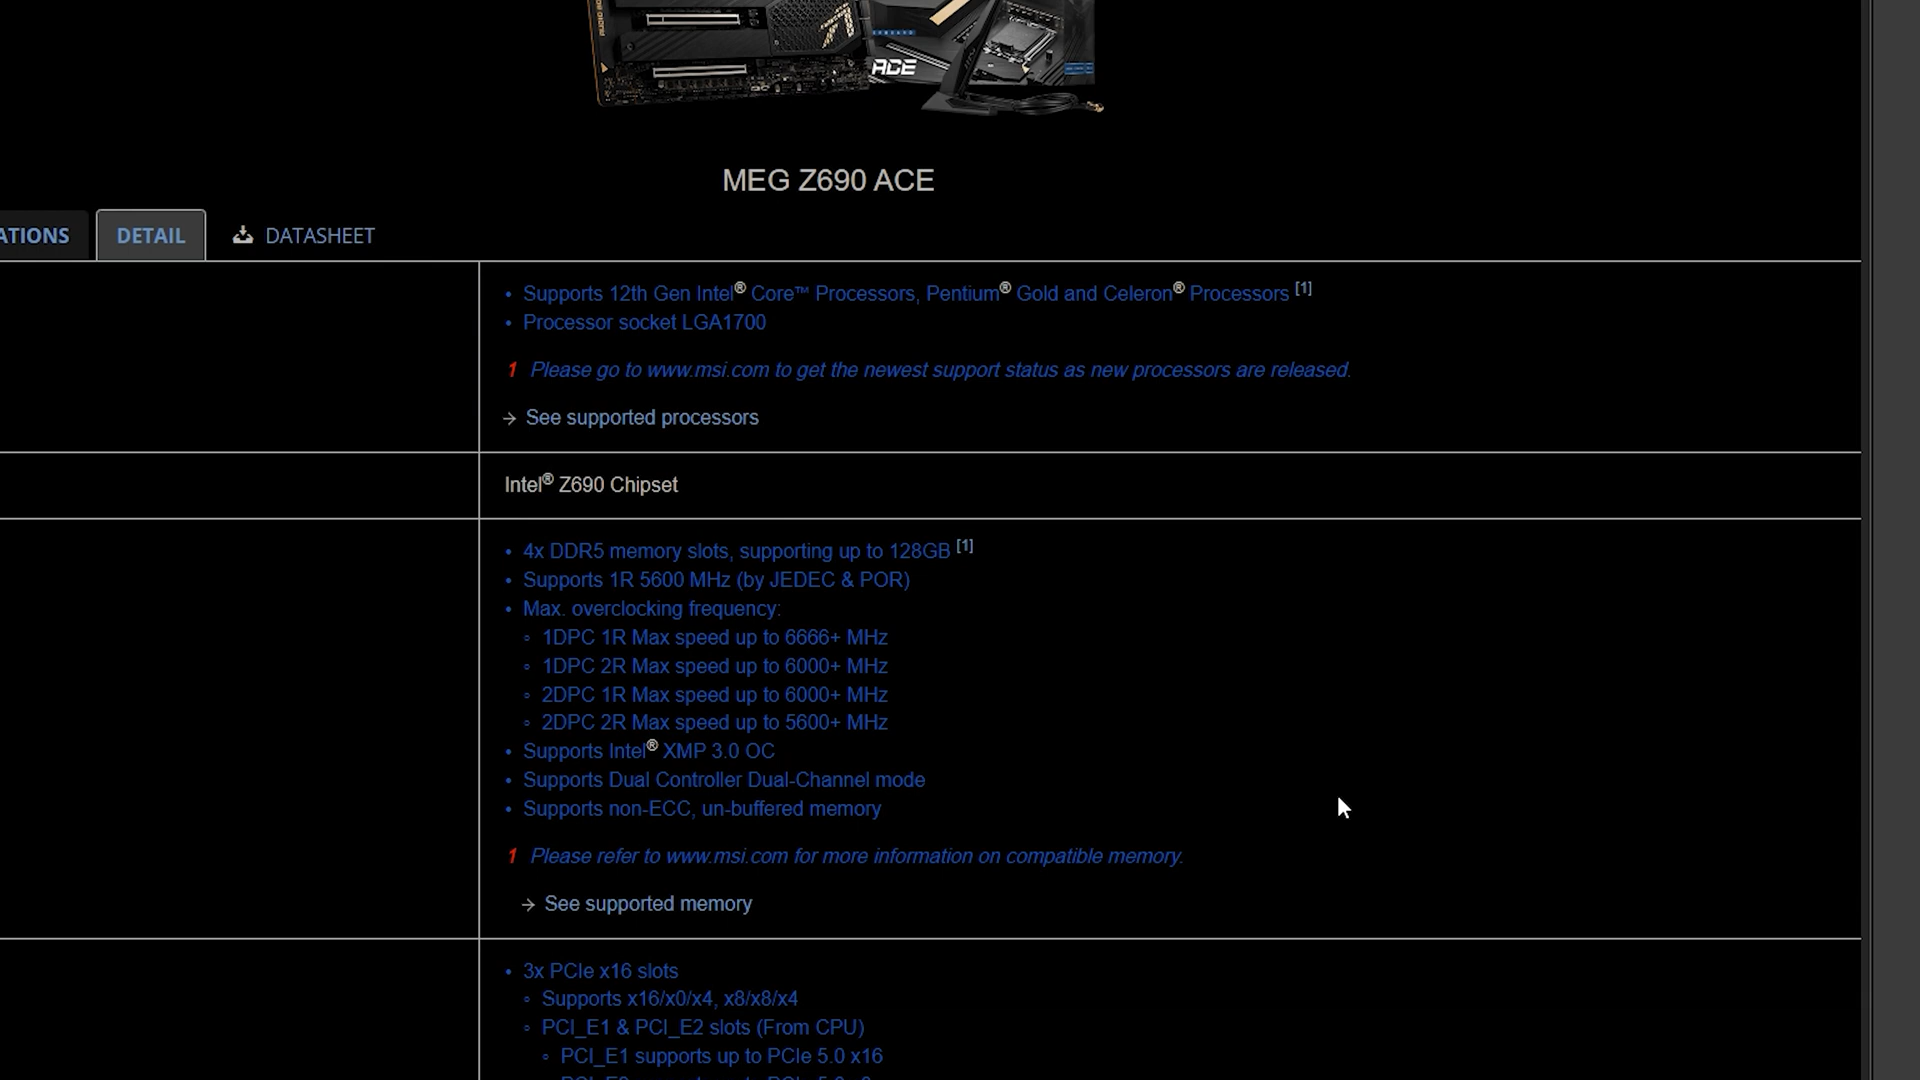 ACE
MEG Z690 ACE
ATIONS
DETAIL
DATASHEET
• Supports 12th Gen Intel® Core™ Processors, Pentium® Gold and Celeron® Processors [1]
• Processor socket LGA1700
1 Please go to www.msi.com to get the newest support status as new processors are released.
→ See supported processors
Intel® Z690 Chipset
• 4x DDR5 memory slots, supporting up to 128GB [1]
• Supports 1R 5600 MHz (by JEDEC & POR)
• Max. overclocking frequency:
◦ 1DPC 1R Max speed up to 6666+ MHz
◦ 1DPC 2R Max speed up to 6000+ MHz
◦ 2DPC 1R Max speed up to 6000+ MHz
◦ 2DPC 2R Max speed up to 5600+ MHz
• Supports Intel® XMP 3.0 OC
• Supports Dual Controller Dual-Channel mode
• Supports non-ECC, un-buffered memory
1 Please refer to www.msi.com for more information on compatible memory.
→ See supported memory
• 3x PCIe x16 slots
◦ Supports x16/x0/x4, x8/x8/x4
◦ PCI_E1 & PCI_E2 slots (From CPU)
◦ PCI_E1 supports up to PCIe 5.0 x16